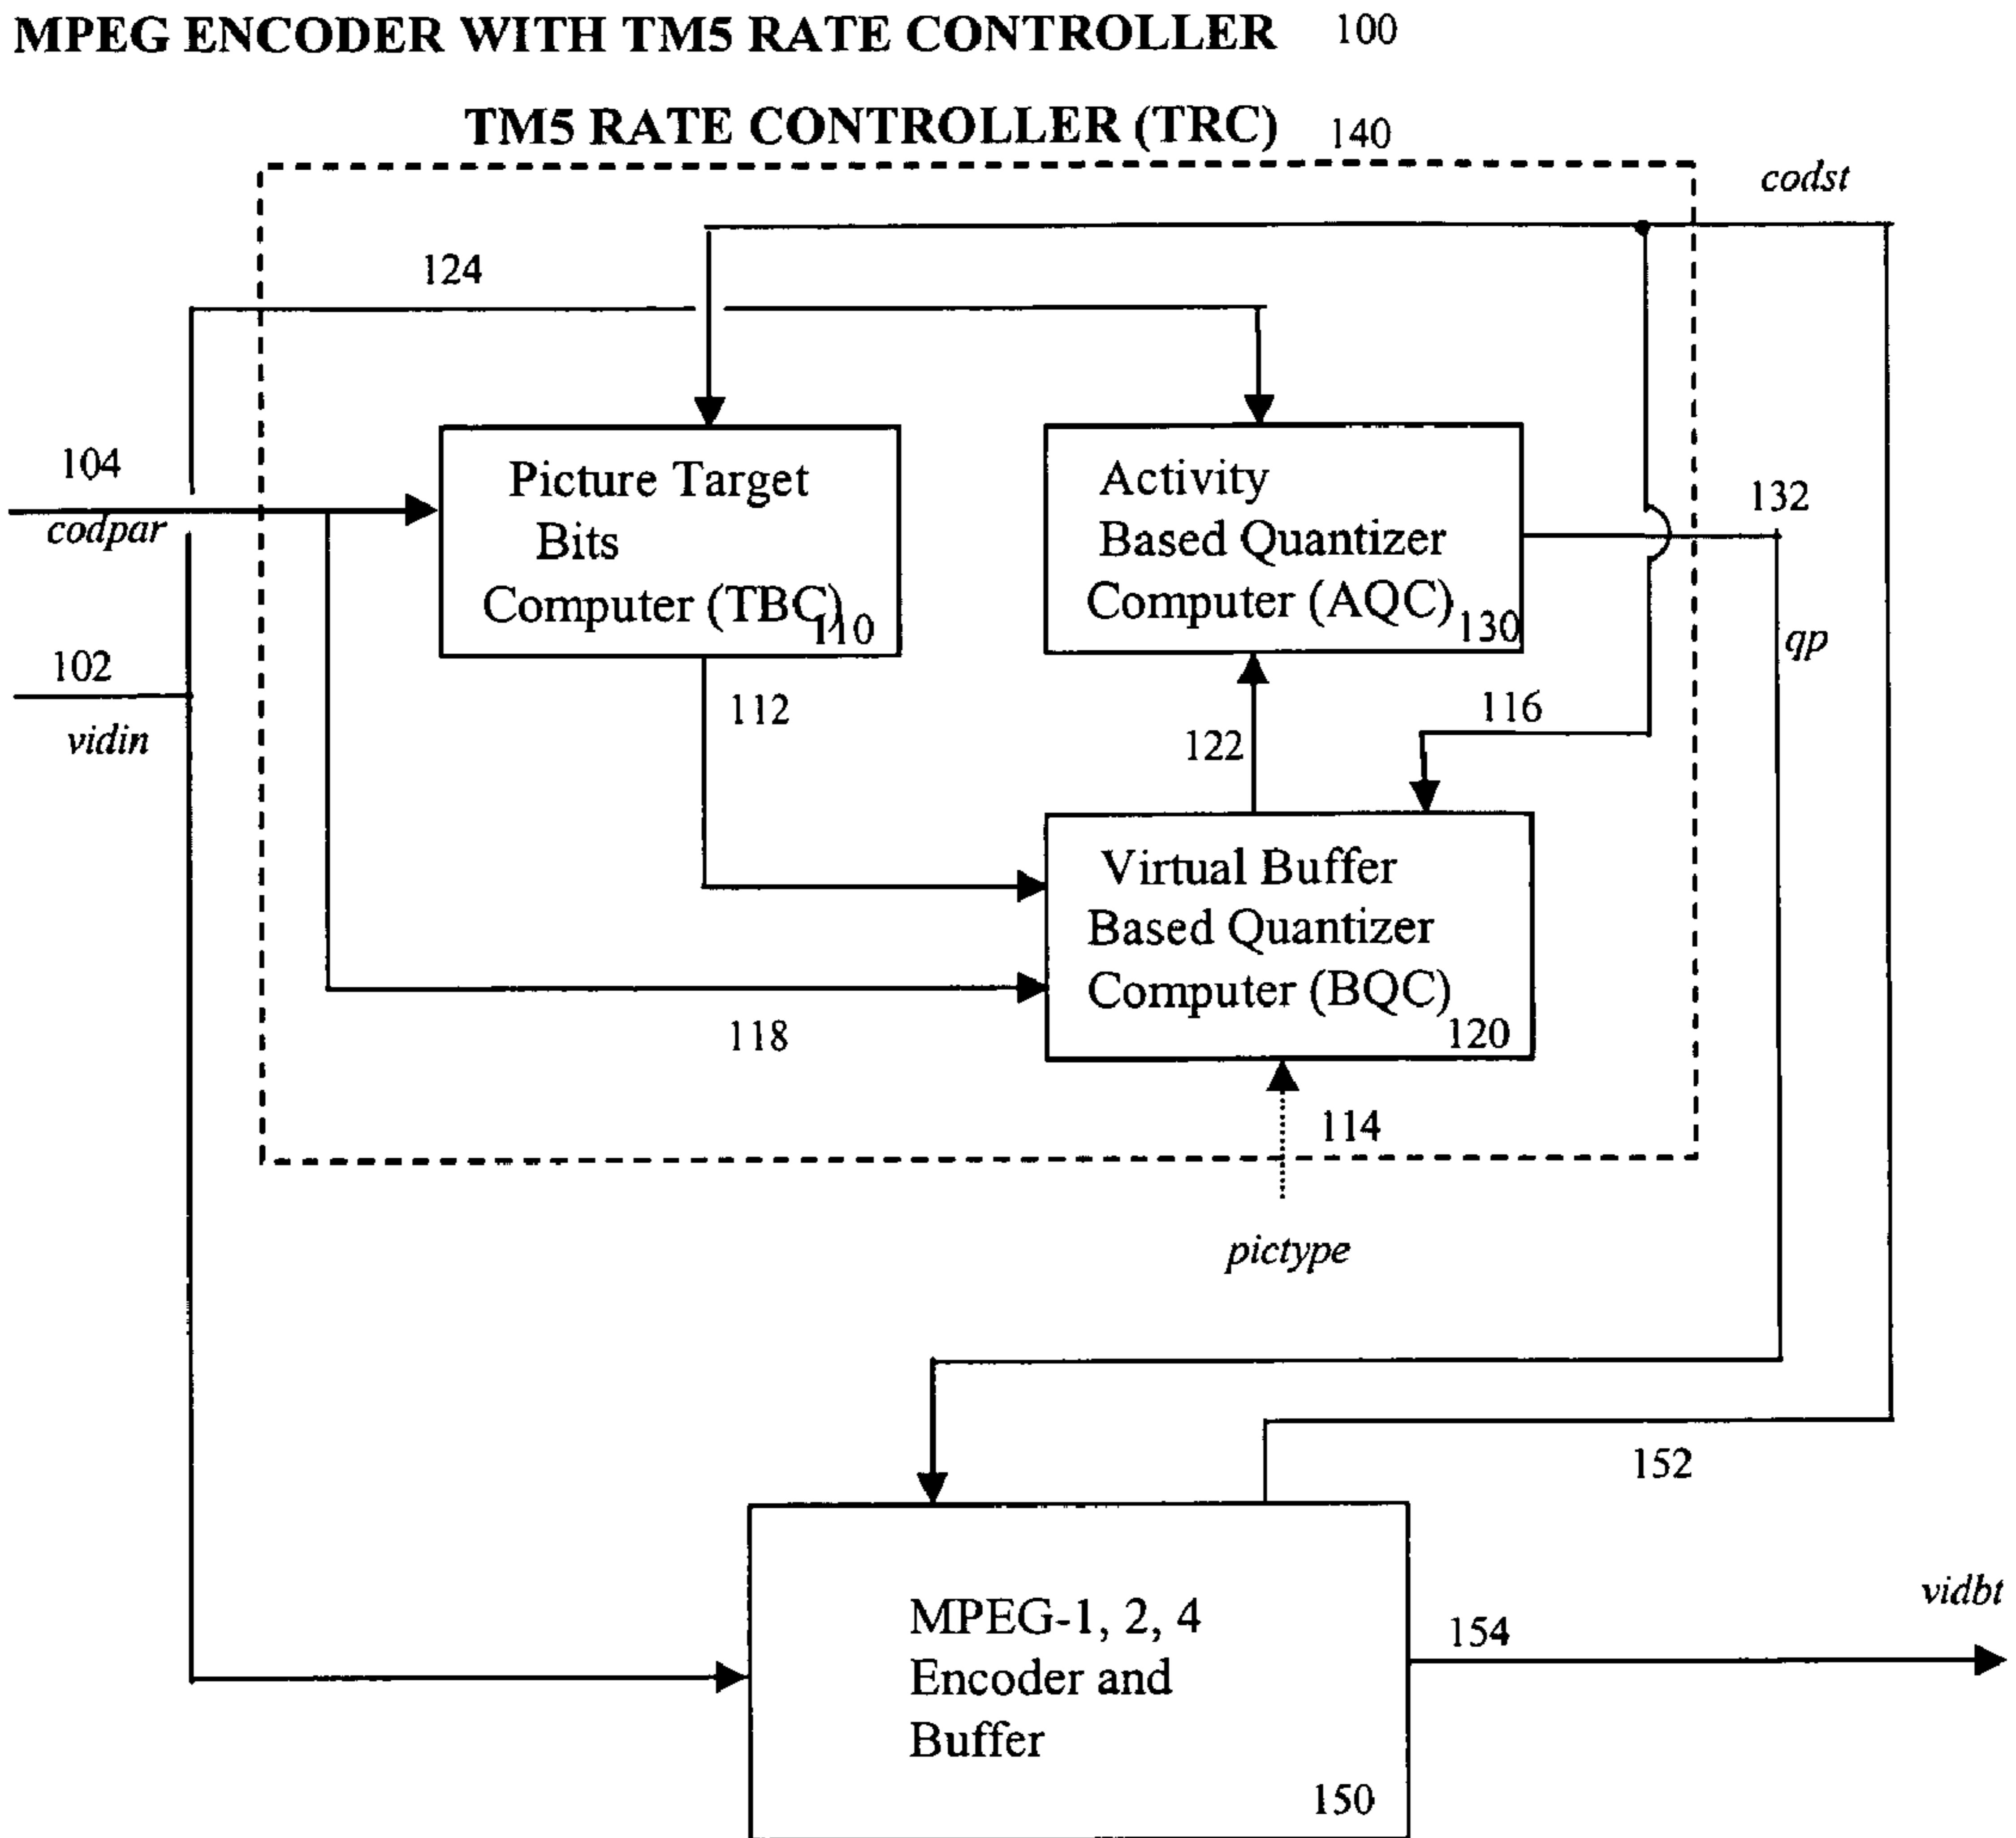 MPEG ENCODER WITH TM5 RATE CONTROLLER 100
TM5 RATE CONTROLLER (TRC) 140
codst
124
104
codpar
Picture Target
Bits
Computer (TBC)
110
Activity
Based Quantizer
Computer (AQC)
130
132
qp
102
vidin
112
122
116
Virtual Buffer
Based Quantizer
Computer (BQC)
120
118
114
pictype
152
MPEG-1, 2, 4
Encoder and
Buffer
150
154
vidbt